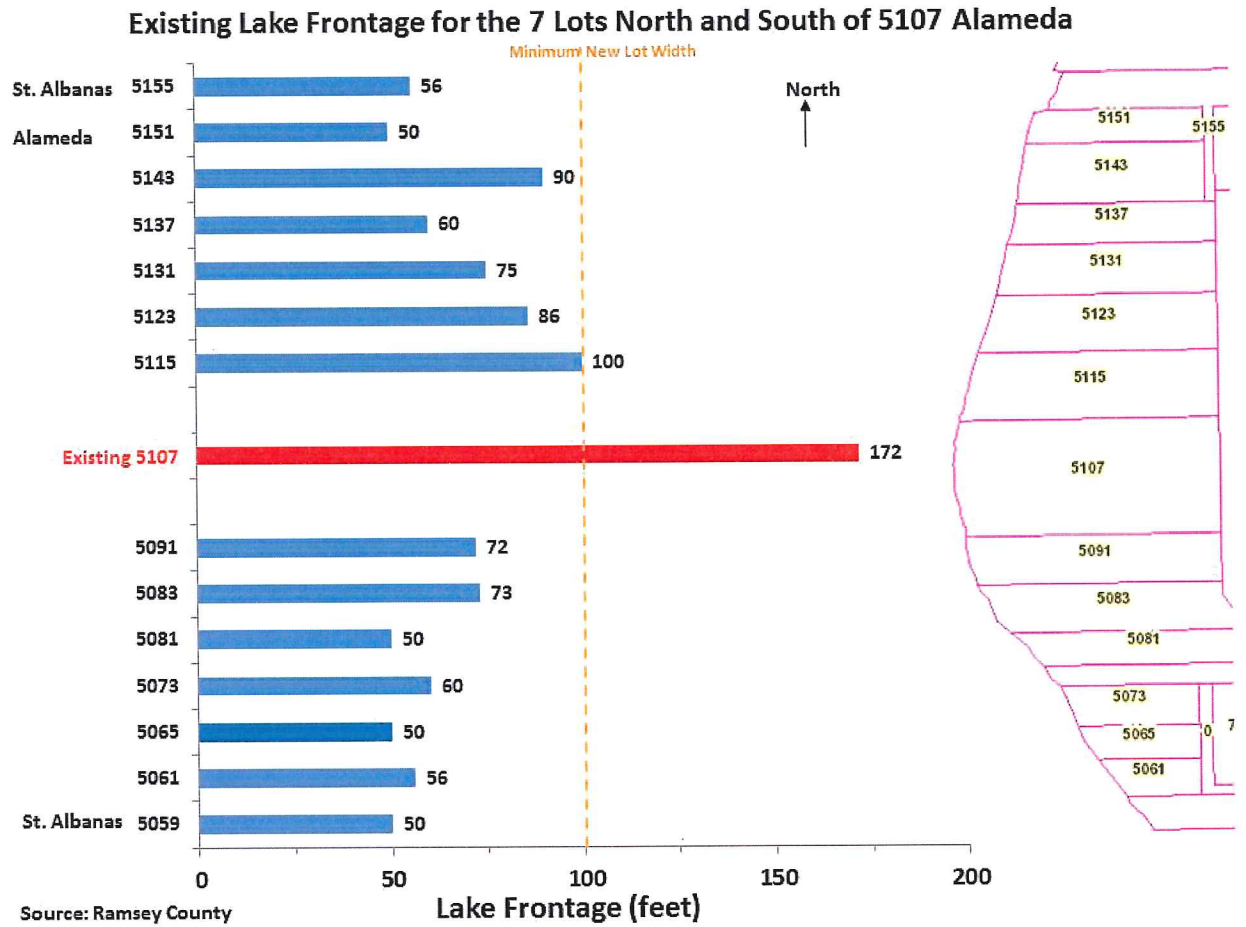 Existing Lake Frontage for the 7 Lots North and South of 5107 Alameda
Minimum New Lot Width
St. Albanas 5155 56
Alameda 5151 50
5143 90
5137 60
5131 75
5123 86
5115 100
Existing 5107 172
5091 72
5083 73
5081 50
5073 60
5065 50
5061 56
St. Albanas 5059 50
0 50 100 150 200
Lake Frontage (feet)
Source: Ramsey County
North
5151
5155
5143
5137
5131
5123
5115
5107
5091
5083
5081
5073
5065 0 7
5061